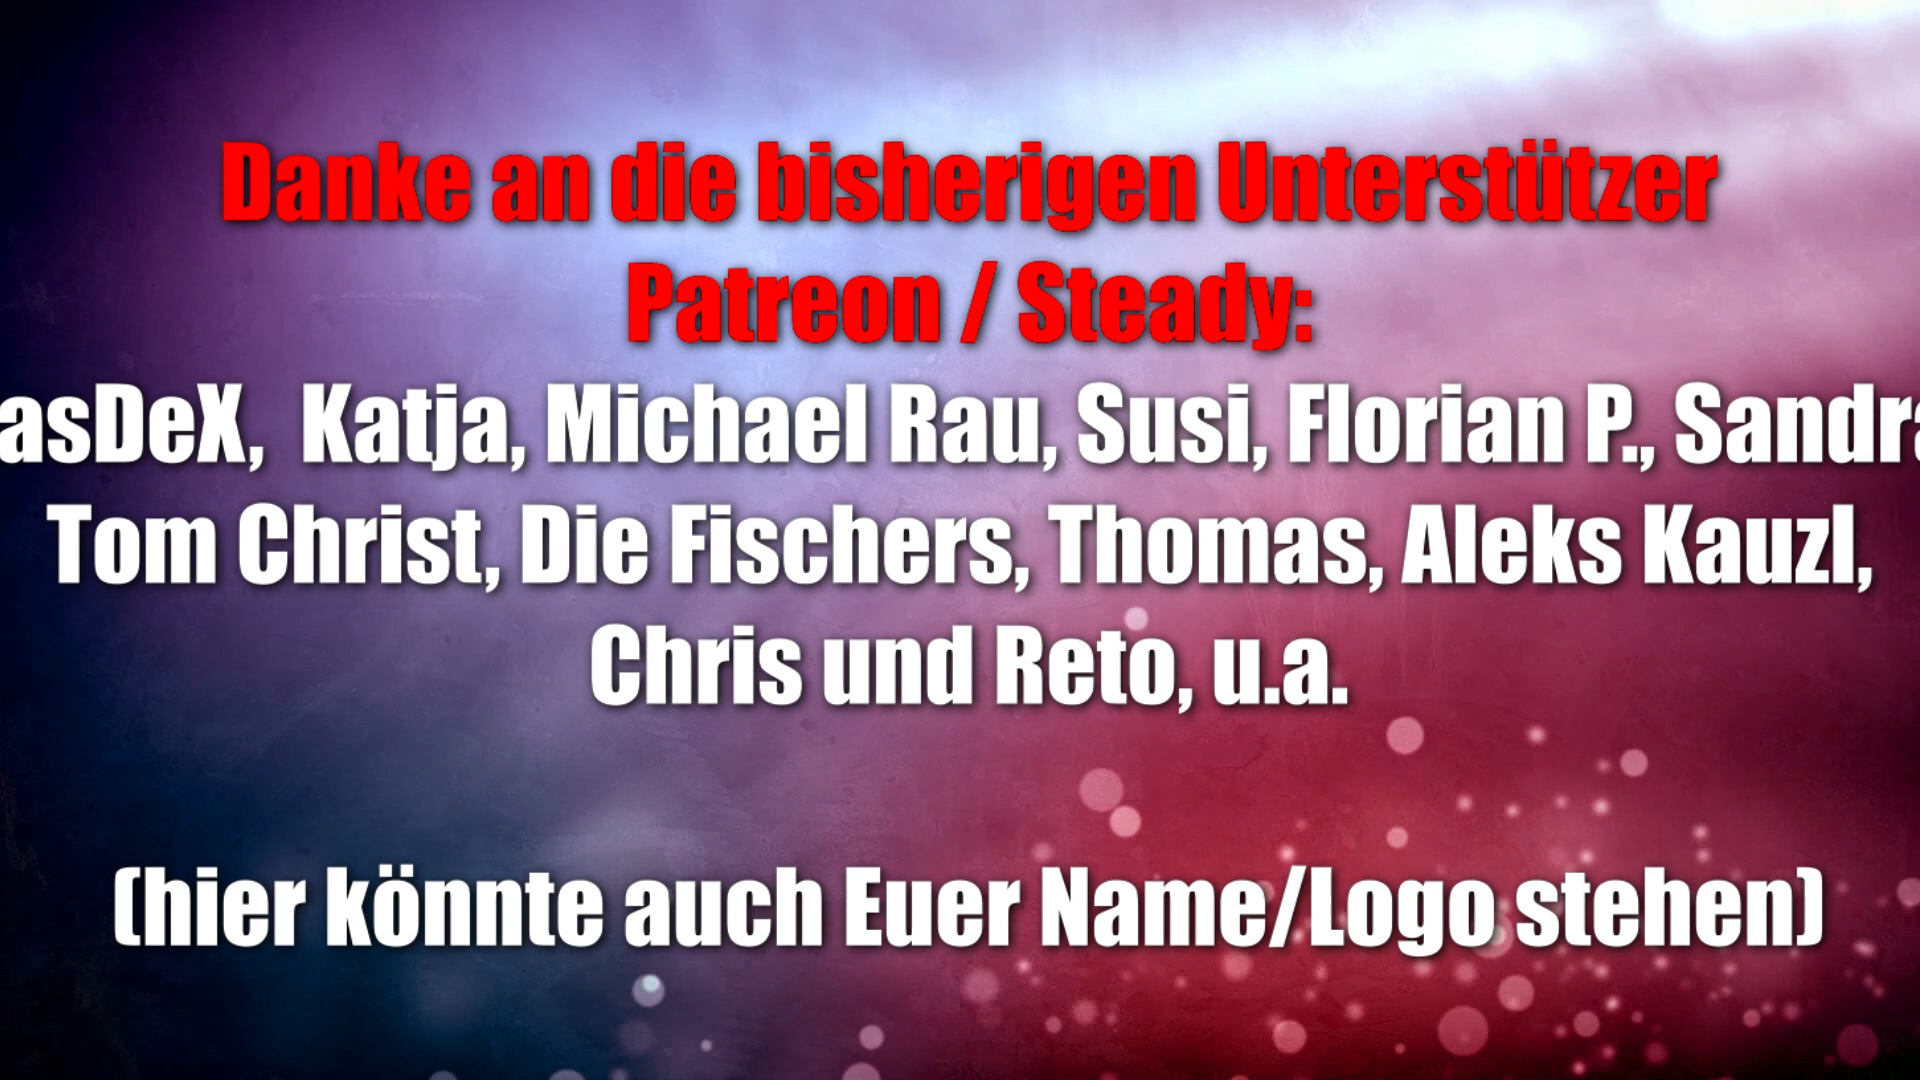 Danke an die bisherigen Unterstützer
Patreon / Steady:
asDeX, Katja, Michael Rau, Susi, Florian P., Sandra
Tom Christ, Die Fischers, Thomas, Aleks Kauzl,
Chris und Reto, u.a.
(hier könnte auch Euer Name/Logo stehen)